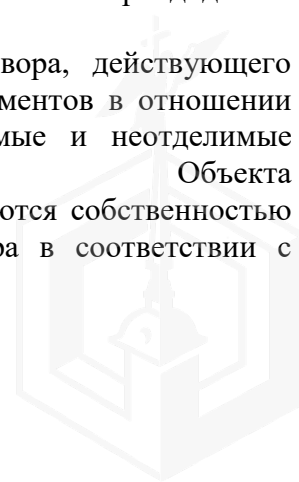 вора, действующего
ментов в отношении
мые и неотделимые
Объекта
ются собственностью
ра в соответствии с